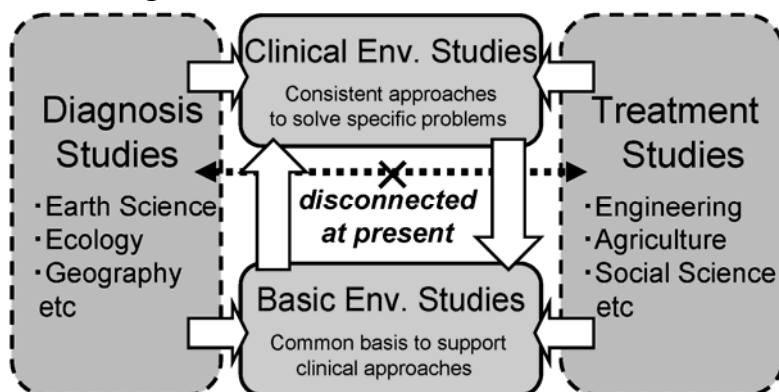 Clinical Env. Studies
Consistent approaches
to solve specific problems
Diagnosis
Studies
・Earth Science
・Ecology
・Geography
etc
disconnected
at present
Treatment
Studies
・Engineering
・Agriculture
・Social Science
etc
Basic Env. Studies
Common basis to support
clinical approaches